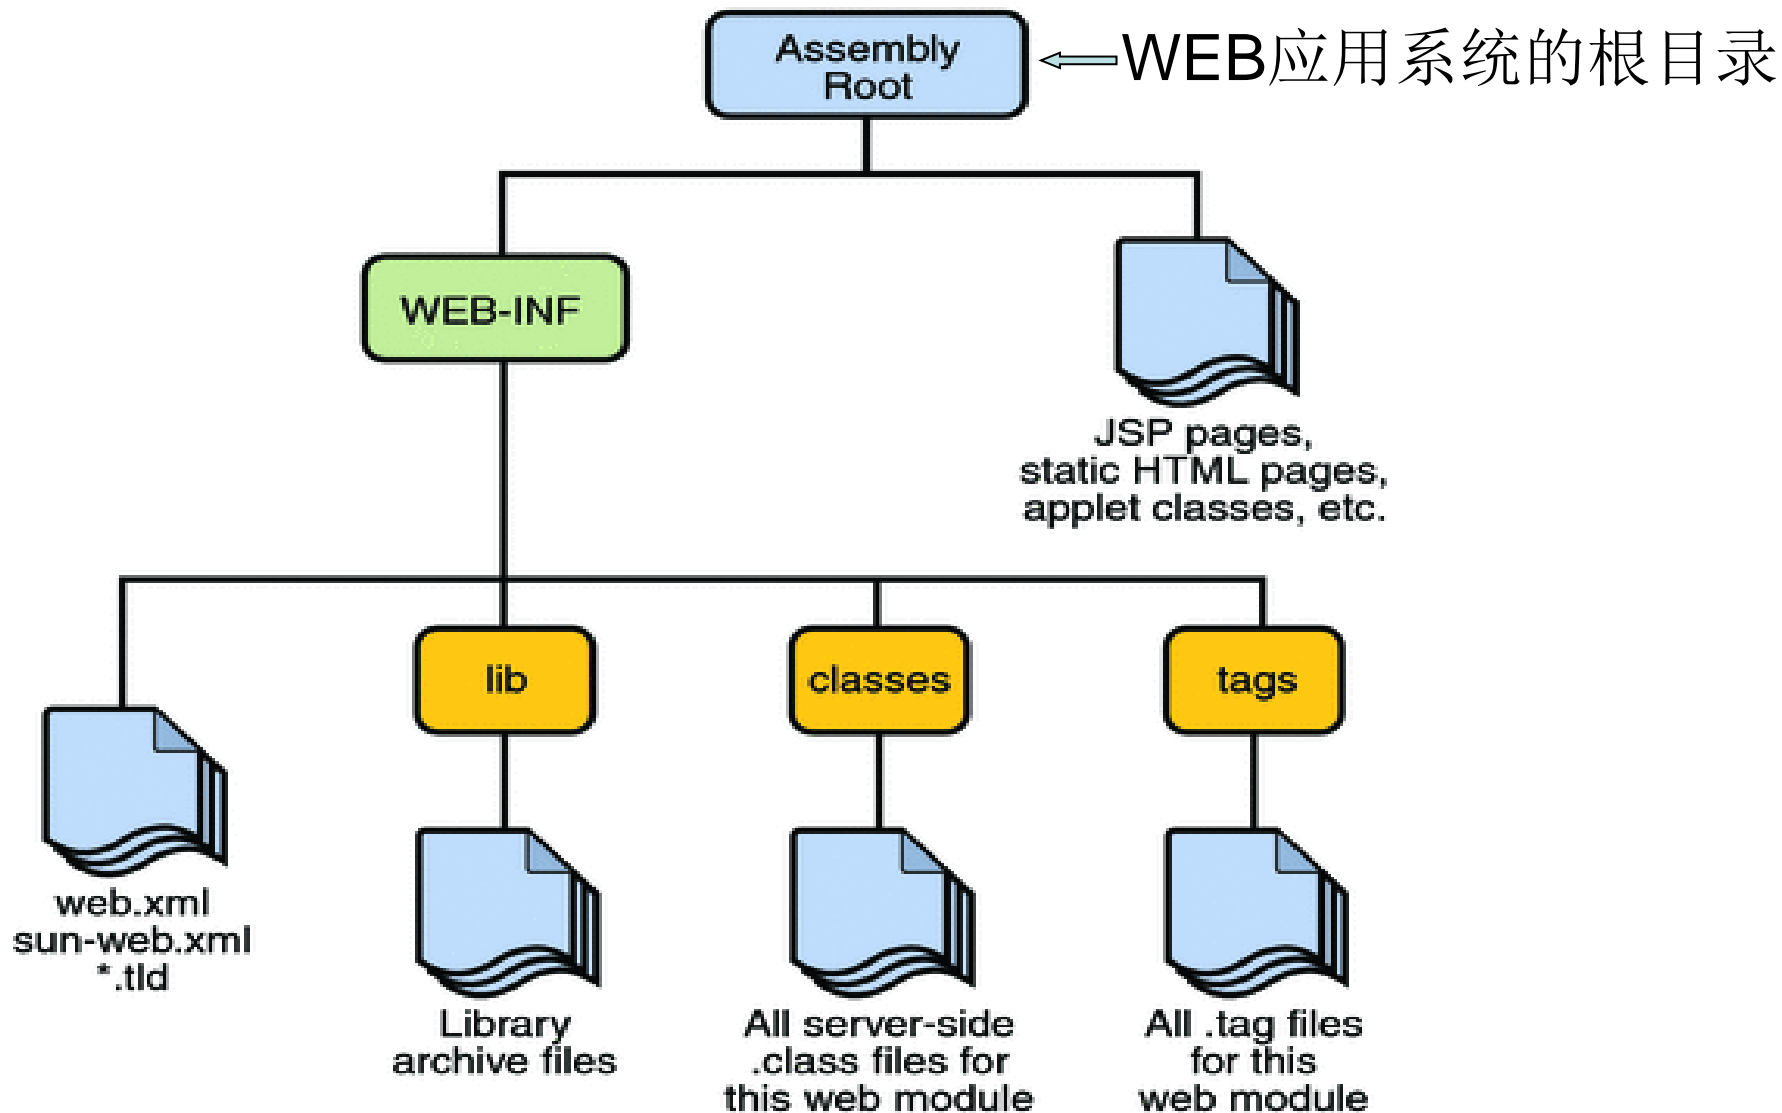 Assembly
Root
WEB应用系统的根目录
WEB-INF
JSP pages,
static HTML pages,
applet classes, etc.
lib
classes
tags
web.xml
sun-web.xml
*.tld
Library
archive files
All server-side
.class files for
this web module
All .tag files
for this
web module